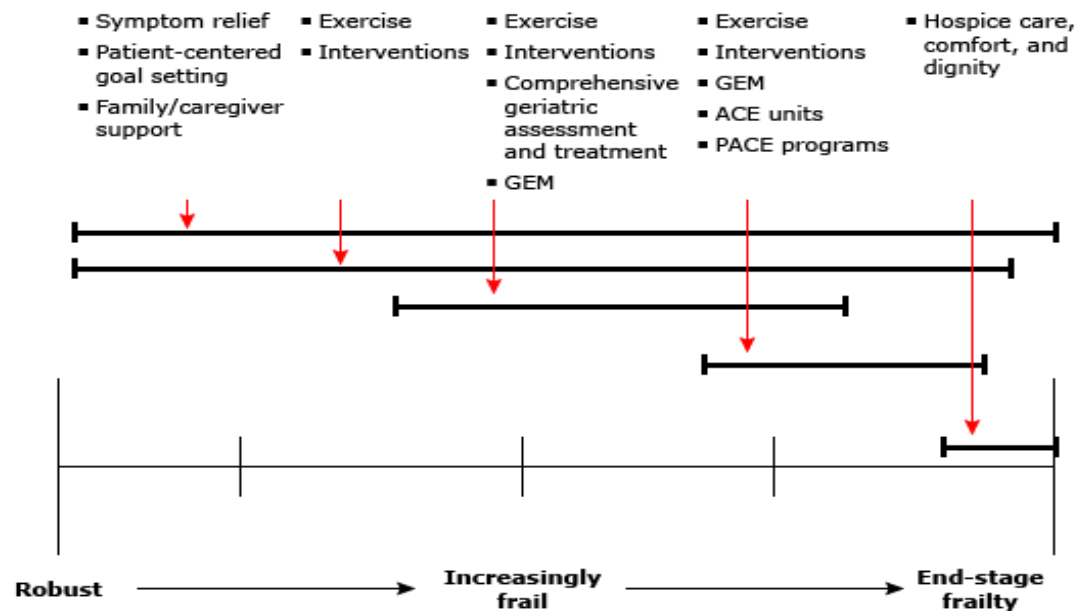 ▪ Symptom relief
▪ Patient-centered
goal setting
▪ Family/caregiver
support
▪ Exercise
▪ Interventions
▪ Exercise
▪ Interventions
▪ Comprehensive
geriatric
assessment
and treatment
▪ GEM
▪ Exercise
▪ Interventions
▪ GEM
▪ ACE units
▪ PACE programs
▪ Hospice care,
comfort, and
dignity
Robust
Increasingly
frail
End-stage
frailty